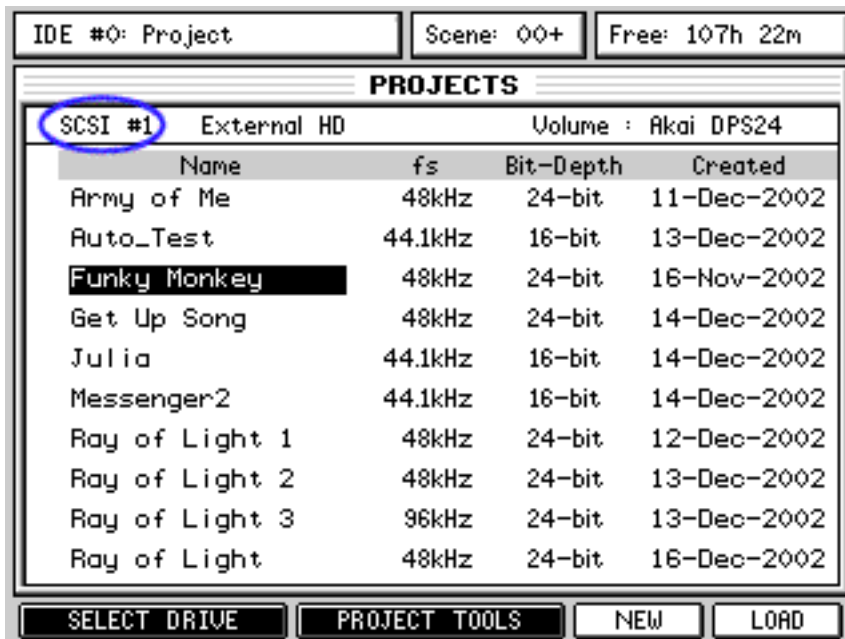 IDE #0: Project Scene: 00+ Free: 107h 22m
PROJECTS
SCSI #1 External HD Volume : Akai DPS24
Name fs Bit-Depth Created
Army of Me 48kHz 24-bit 11-Dec-2002
Auto_Test 44.1kHz 16-bit 13-Dec-2002
Funky Monkey 48kHz 24-bit 16-Nov-2002
Get Up Song 48kHz 24-bit 14-Dec-2002
Julia 44.1kHz 16-bit 14-Dec-2002
Messenger2 44.1kHz 16-bit 14-Dec-2002
Ray of Light 1 48kHz 24-bit 12-Dec-2002
Ray of Light 2 48kHz 24-bit 13-Dec-2002
Ray of Light 3 96kHz 24-bit 13-Dec-2002
Ray of Light 48kHz 24-bit 16-Dec-2002
SELECT DRIVE PROJECT TOOLS NEW LOAD